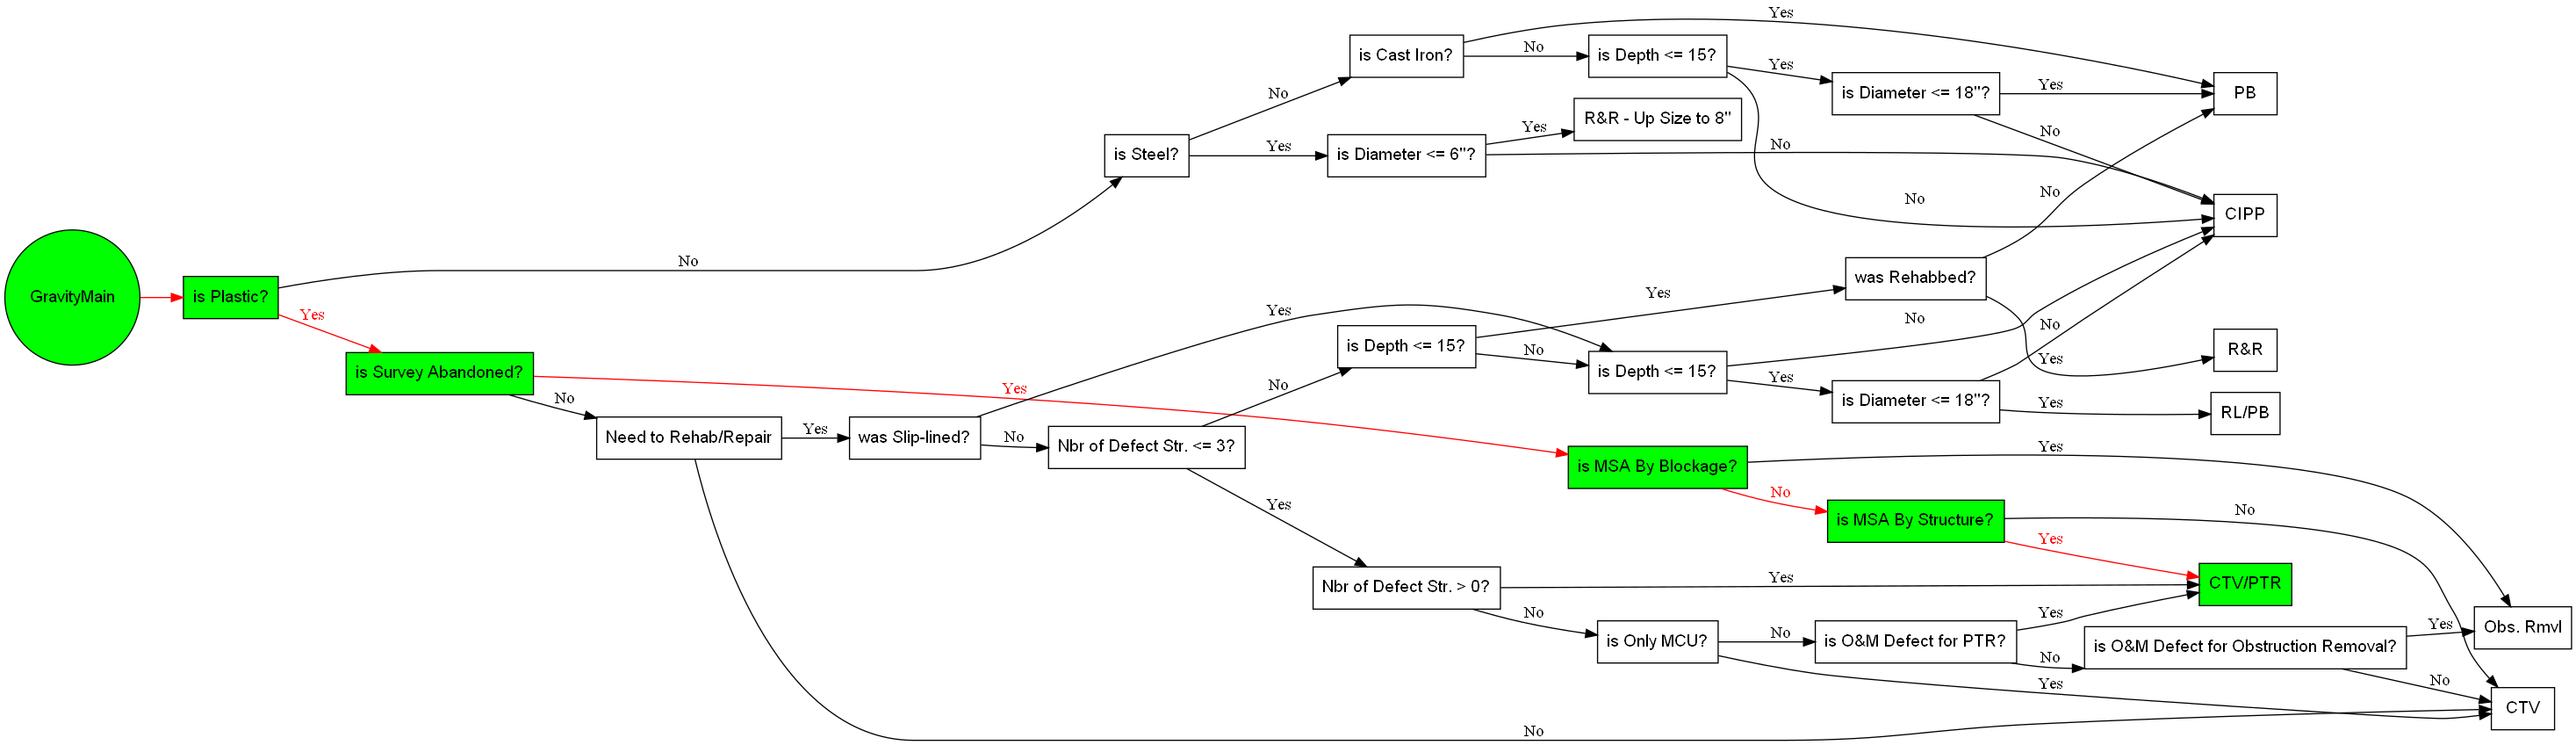 GravityMain
is Plastic?
No
Yes
is Survey Abandoned?
Yes
No
Need to Rehab/Repair
Yes
No
was Slip-lined?
Yes
No
Nbr of Defect Str. <= 3?
No
Yes
is Steel?
No
Yes
is Cast Iron?
Yes
No
is Diameter <= 6"?
Yes
No
R&R - Up Size to 8"
is Depth <= 15?
Yes
No
is Diameter <= 18"?
Yes
No
PB
CIPP
is Depth <= 15?
Yes
No
was Rehabbed?
No
Yes
is Depth <= 15?
No
Yes
is Diameter <= 18"?
No
Yes
R&R
RL/PB
is MSA By Blockage?
Yes
No
is MSA By Structure?
No
Yes
Nbr of Defect Str. > 0?
Yes
No
CTV/PTR
is Only MCU?
No
Yes
is O&M Defect for PTR?
Yes
No
is O&M Defect for Obstruction Removal?
Yes
No
Obs. Rmvl
CTV